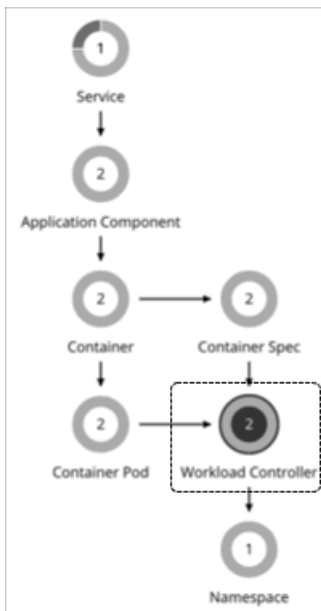 1
Service
2
Application Component
2 2
Container Container Spec
2 2
Container Pod Workload Controller
1
Namespace